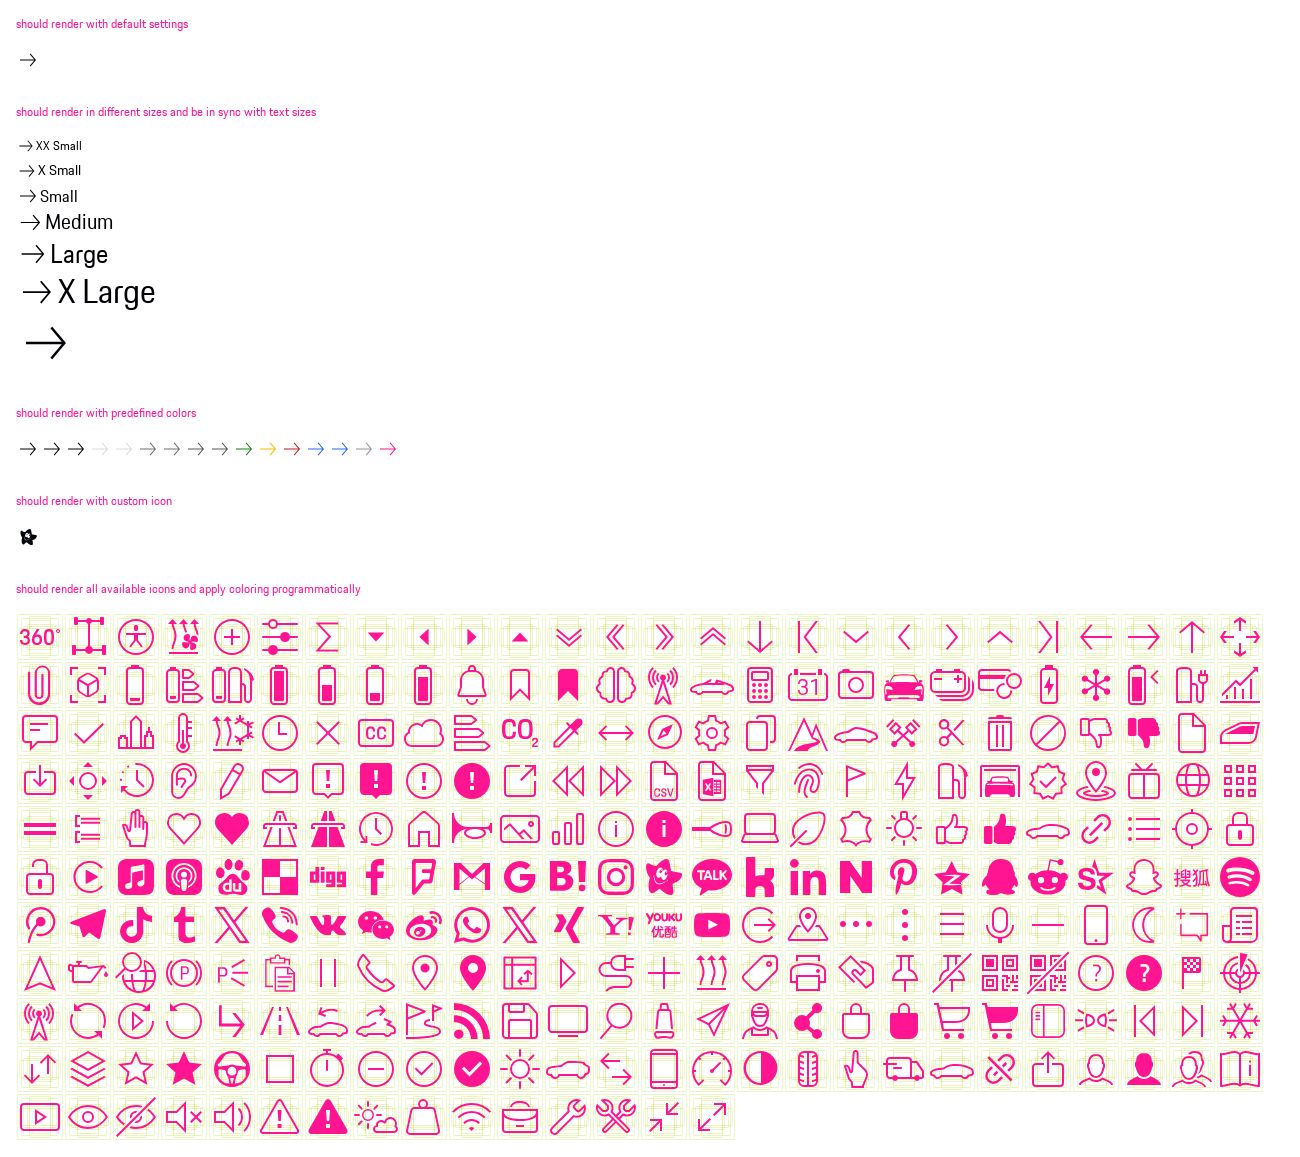 should render with default settings
should render in different sizes and be in sync with text sizes
XX Small
X Small
Small
Medium
Large
X Large
should render with predefined colors
should render with custom icon
should render all available icons and apply coloring programmatically
360°
31
CC
CO2
CSV
X
du
digg
B!
TALK
搜狐
Y!
YOUKU
优酷
P
P
?
?